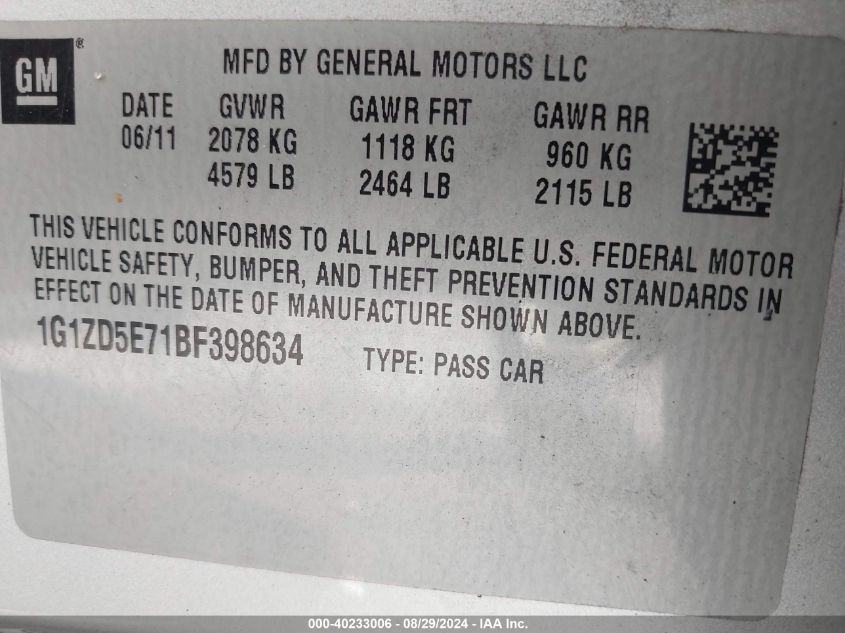 GM®
MFD BY GENERAL MOTORS LLC
DATE GVWR GAWR FRT GAWR RR
06/11 2078 KG 1118 KG 960 KG
4579 LB 2464 LB 2115 LB
THIS VEHICLE CONFORMS TO ALL APPLICABLE U.S. FEDERAL MOTOR
VEHICLE SAFETY, BUMPER, AND THEFT PREVENTION STANDARDS IN
EFFECT ON THE DATE OF MANUFACTURE SHOWN ABOVE.
1G1ZD5E71BF398634 TYPE: PASS CAR
000-40233006 - 08/29/2024 - IAA Inc.